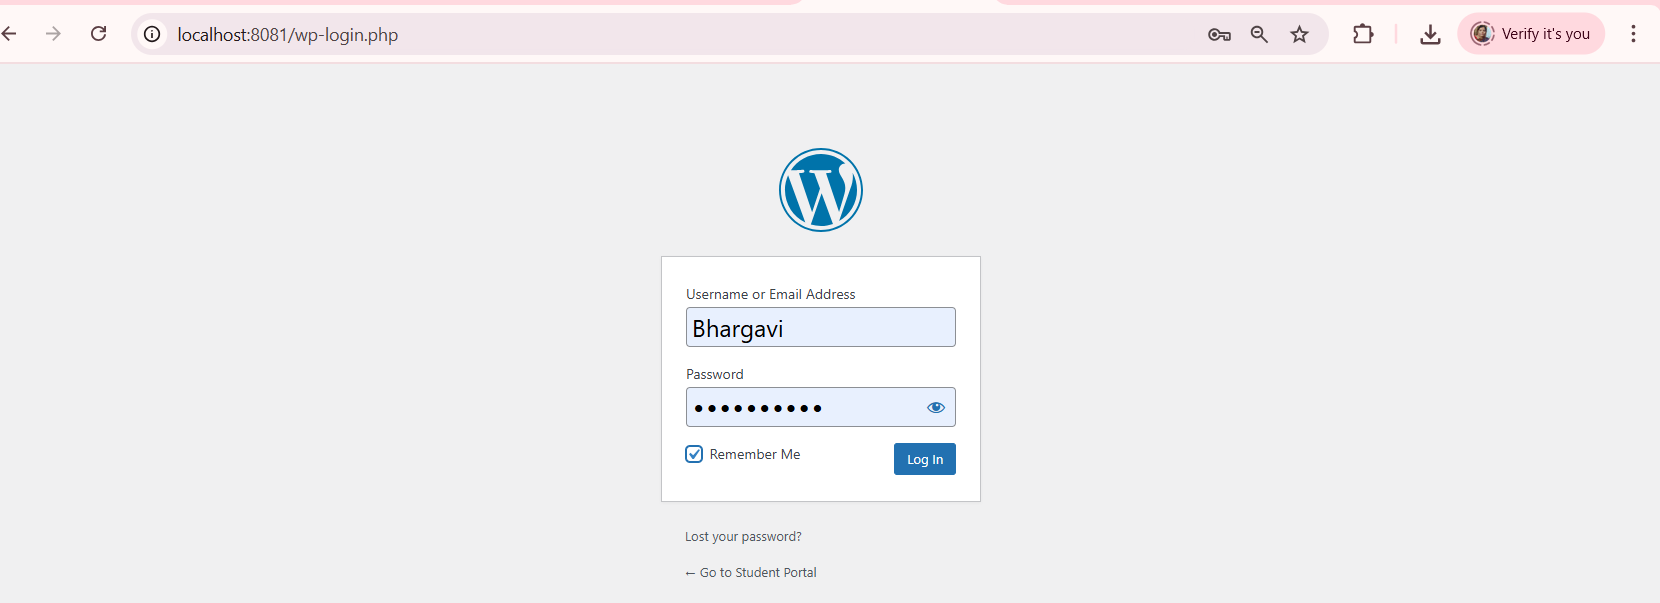 localhost:8081/wp-login.php
Verify it's you
Username or Email Address
Bhargavi
Password
Remember Me
Log In
Lost your password?
← Go to Student Portal